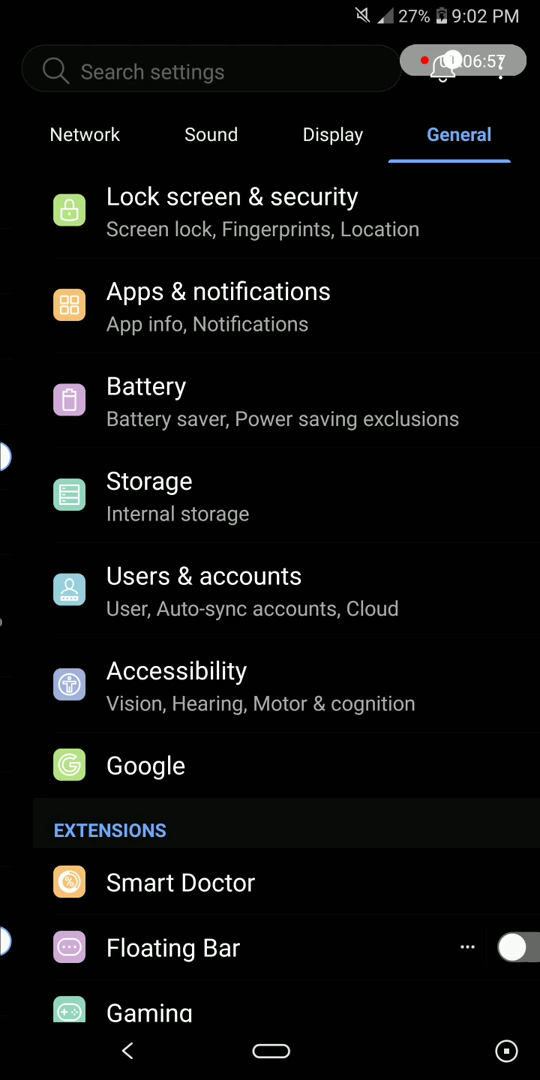 27% 9:02 PM
Search settings
06:57
1
Network Sound Display General
Lock screen & security
Screen lock, Fingerprints, Location
Apps & notifications
App info, Notifications
Battery
Battery saver, Power saving exclusions
Storage
Internal storage
Users & accounts
User, Auto-sync accounts, Cloud
Accessibility
Vision, Hearing, Motor & cognition
Google
EXTENSIONS
Smart Doctor
Floating Bar
Gaming